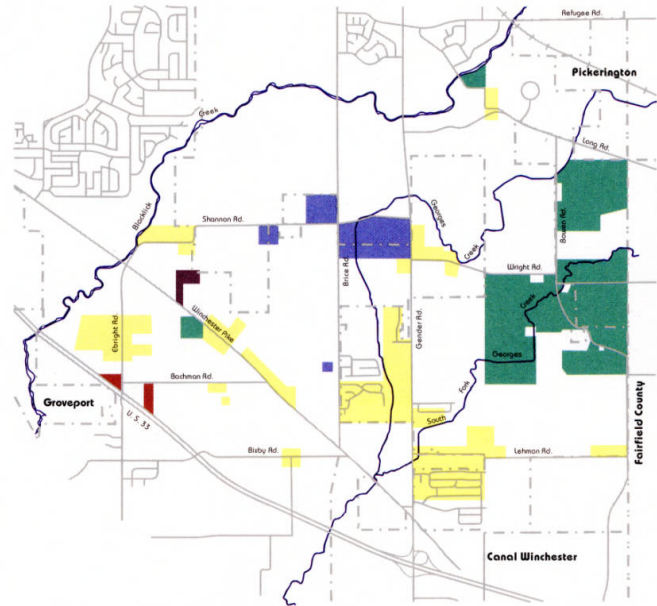 Refugee Rd.
Pickerington
Creek
Long Rd.
Blacklick
Shannon Rd.
Georges
Creek
Bowen Rd.
Brice Rd.
Wright Rd.
Winchester Pike
Gender Rd.
Creek
Ebright Rd.
Georges
Bachman Rd.
Fork
Groveport
U. S. 33
South
Fairfield County
Bixby Rd.
Lehman Rd.
Canal Winchester